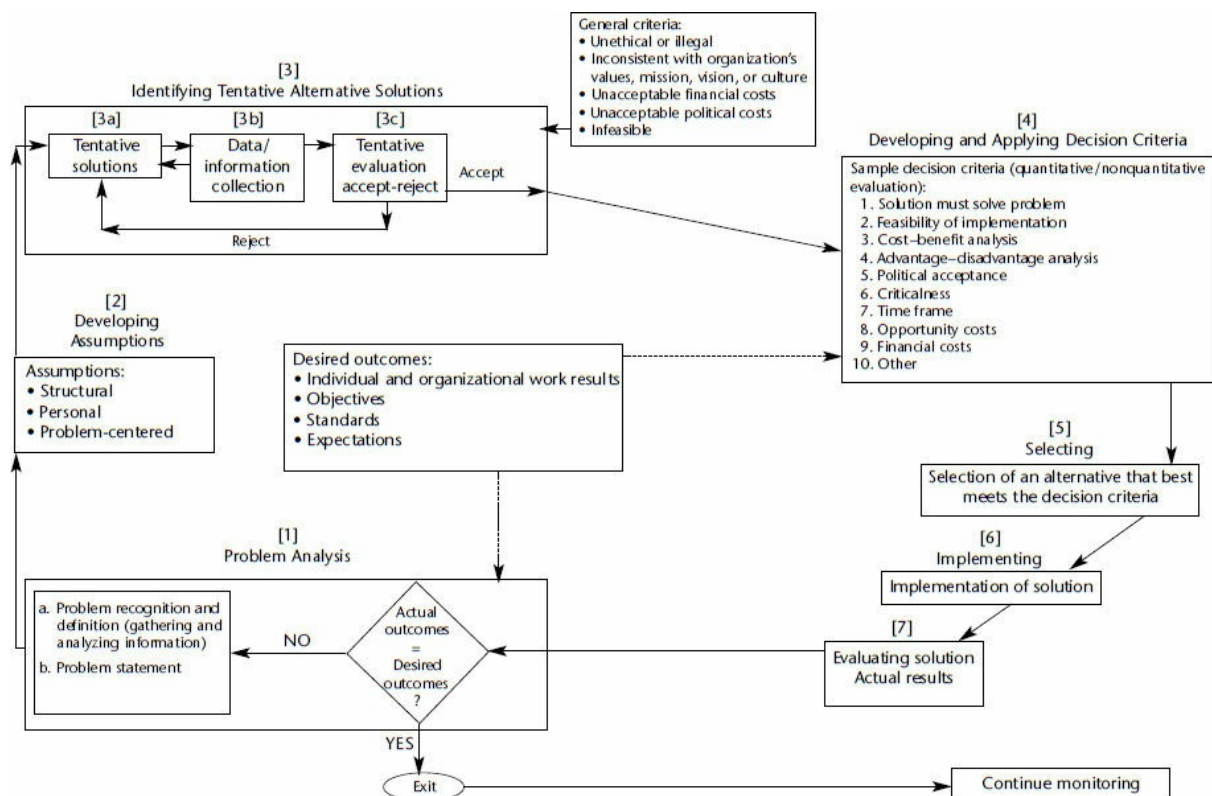 General criteria:
• Unethical or illegal
• Inconsistent with organization's
values, mission, vision, or culture
• Unacceptable financial costs
• Unacceptable political costs
• Infeasible
[3]
Identifying Tentative Alternative Solutions
[3a]
Tentative
solutions
[3b]
Data/
information
collection
[3c]
Tentative
evaluation
accept-reject
Accept
Reject
[4]
Developing and Applying Decision Criteria
Sample decision criteria (quantitative/nonquantitative
evaluation):
1. Solution must solve problem
2. Feasibility of implementation
3. Cost–benefit analysis
4. Advantage–disadvantage analysis
5. Political acceptance
6. Criticalness
7. Time frame
8. Opportunity costs
9. Financial costs
10. Other
[2]
Developing
Assumptions
Assumptions:
• Structural
• Personal
• Problem-centered
Desired outcomes:
• Individual and organizational work results
• Objectives
• Standards
• Expectations
[5]
Selecting
Selection of an alternative that best
meets the decision criteria
[6]
Implementing
Implementation of solution
[7]
Evaluating solution
Actual results
[1]
Problem Analysis
a. Problem recognition and
definition (gathering and
analyzing information)
b. Problem statement
NO
Actual
outcomes
=
Desired
outcomes
?
YES
Exit
Continue monitoring